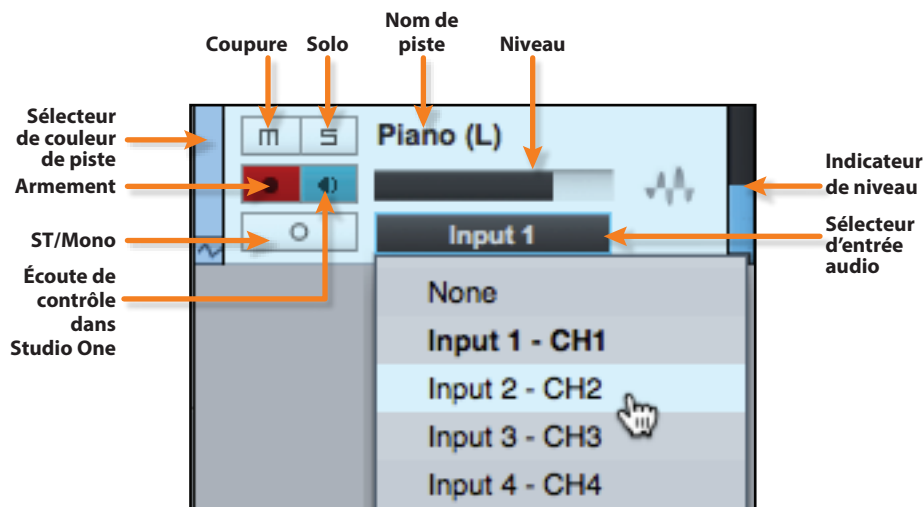 Nom de
piste
Coupure
Solo
Niveau
Sélecteur
de couleur
de piste
Armement
ST/Mono
Écoute de
contrôle
dans
Studio One
M
S
Piano (L)
Input 1
None
Input 1 - CH1
Input 2 - CH2
Input 3 - CH3
Input 4 - CH4
Indicateur
de niveau
Sélecteur
d'entrée
audio